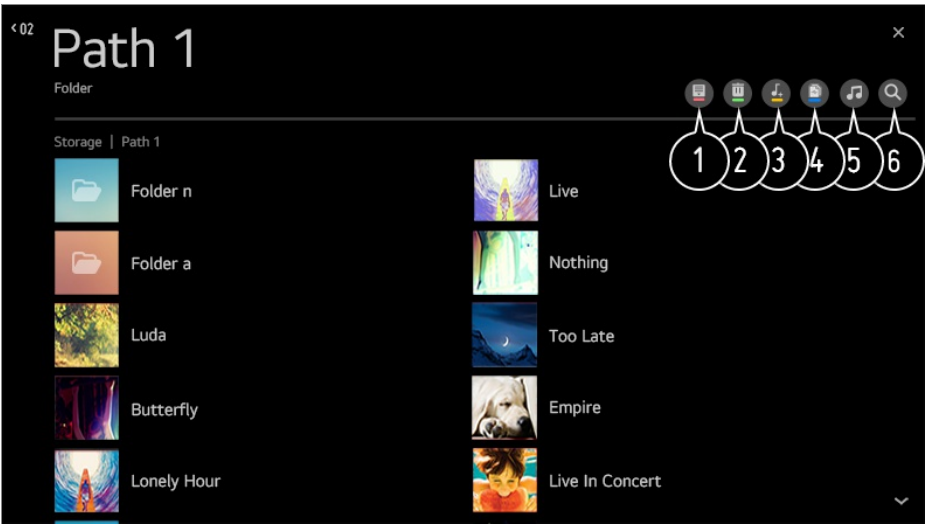 < 02
Path 1
Folder
1 2 3 4 5 6
Storage | Path 1
Folder n
Live
Folder a
Nothing
Luda
Too Late
Butterfly
Empire
Lonely Hour
Live In Concert